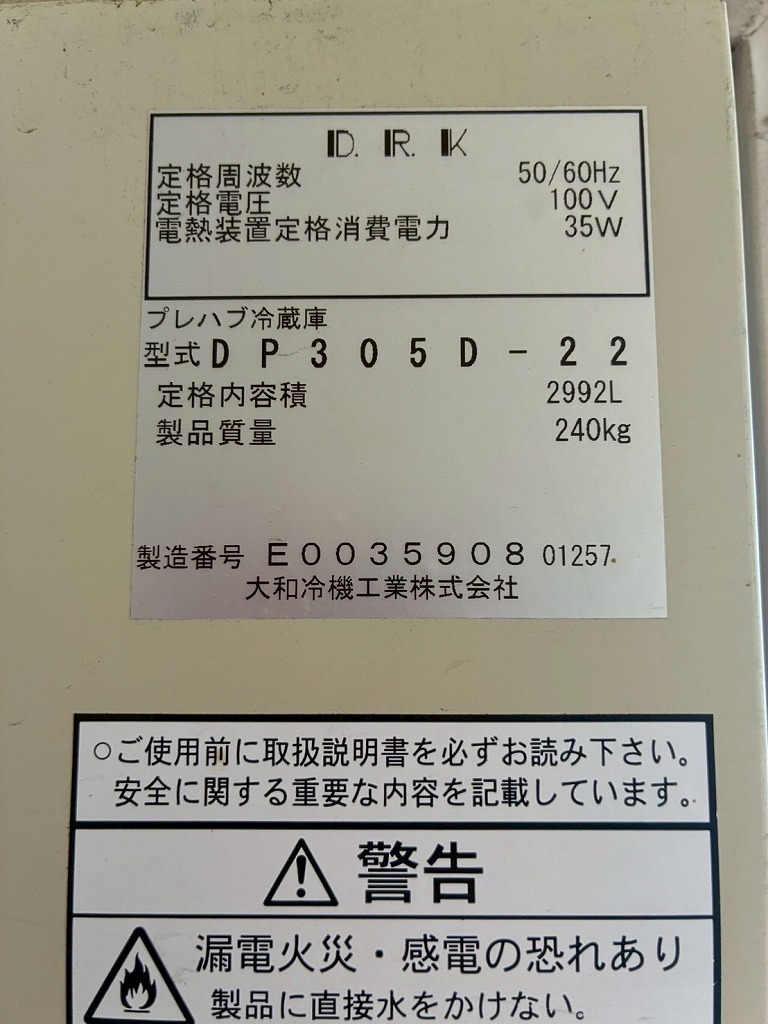 D.R.K
定格周波数 50/60Hz
定格電圧 100V
電熱装置定格消費電力 35W
プレハブ冷蔵庫
型式DP305D-22
定格内容積 2992L
製品質量 240kg
製造番号 E0035908 01257
大和冷機工業株式会社
○ご使用前に取扱説明書を必ずお読み下さい。
安全に関する重要な内容を記載しています。
警告
漏電火災・感電の恐れあり
製品に直接水をかけない。